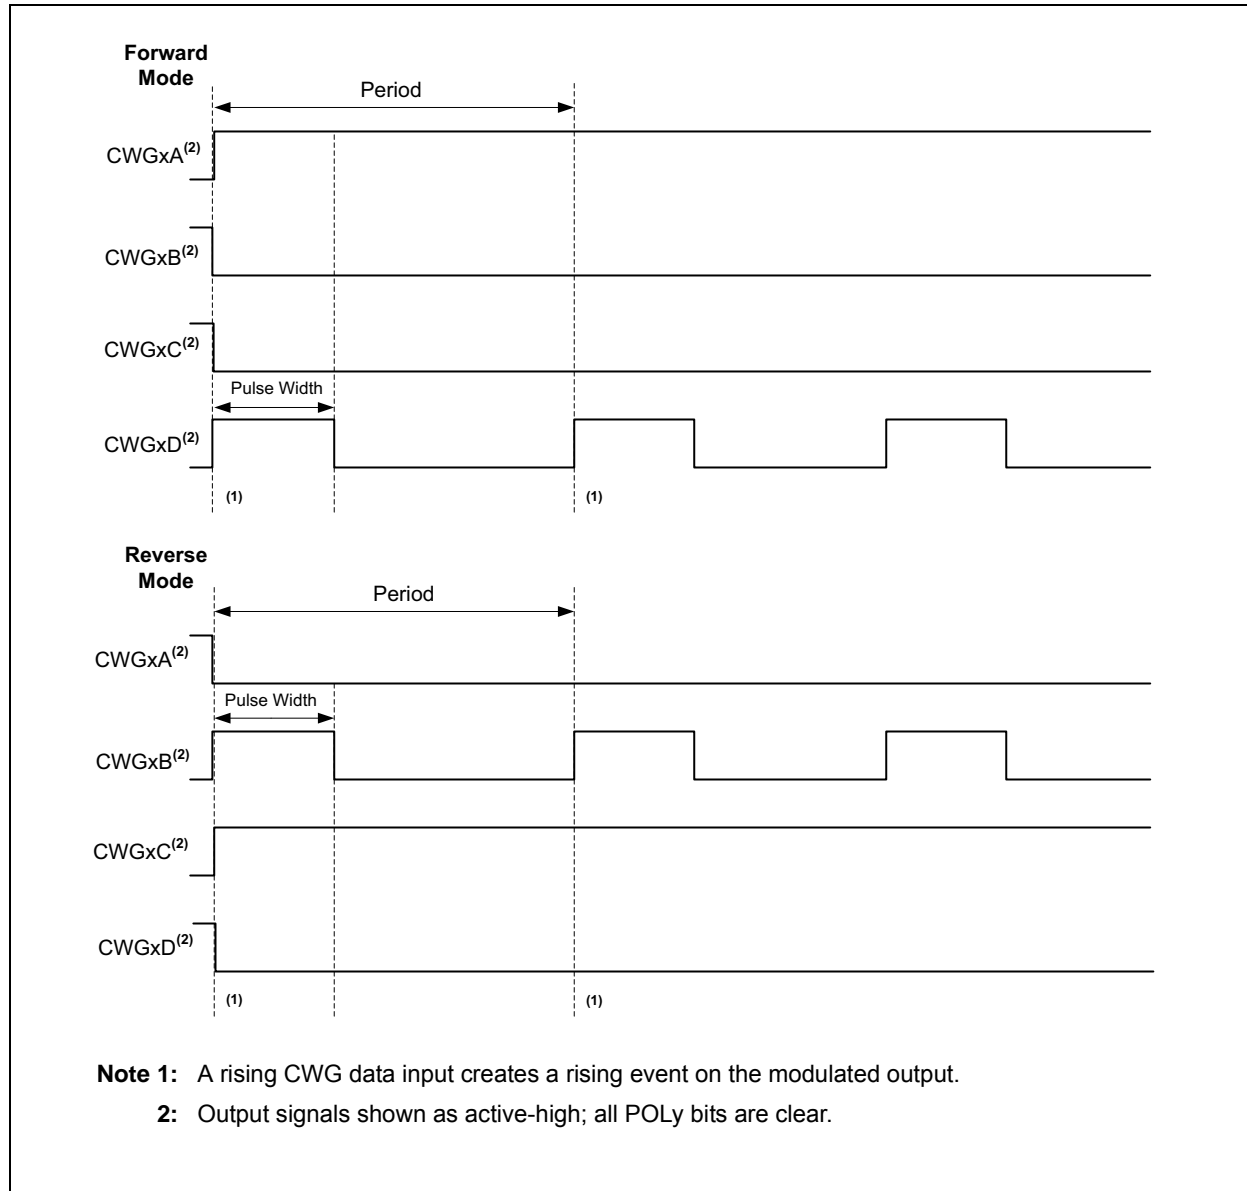 Forward
Mode
Period
CWGxA(2)
CWGxB(2)
CWGxC(2)
Pulse Width
CWGxD(2)
(1) (1)
Reverse
Mode
Period
CWGxA(2)
Pulse Width
CWGxB(2)
CWGxC(2)
CWGxD(2)
(1) (1)
Note 1: A rising CWG data input creates a rising event on the modulated output.
2: Output signals shown as active-high; all POLy bits are clear.